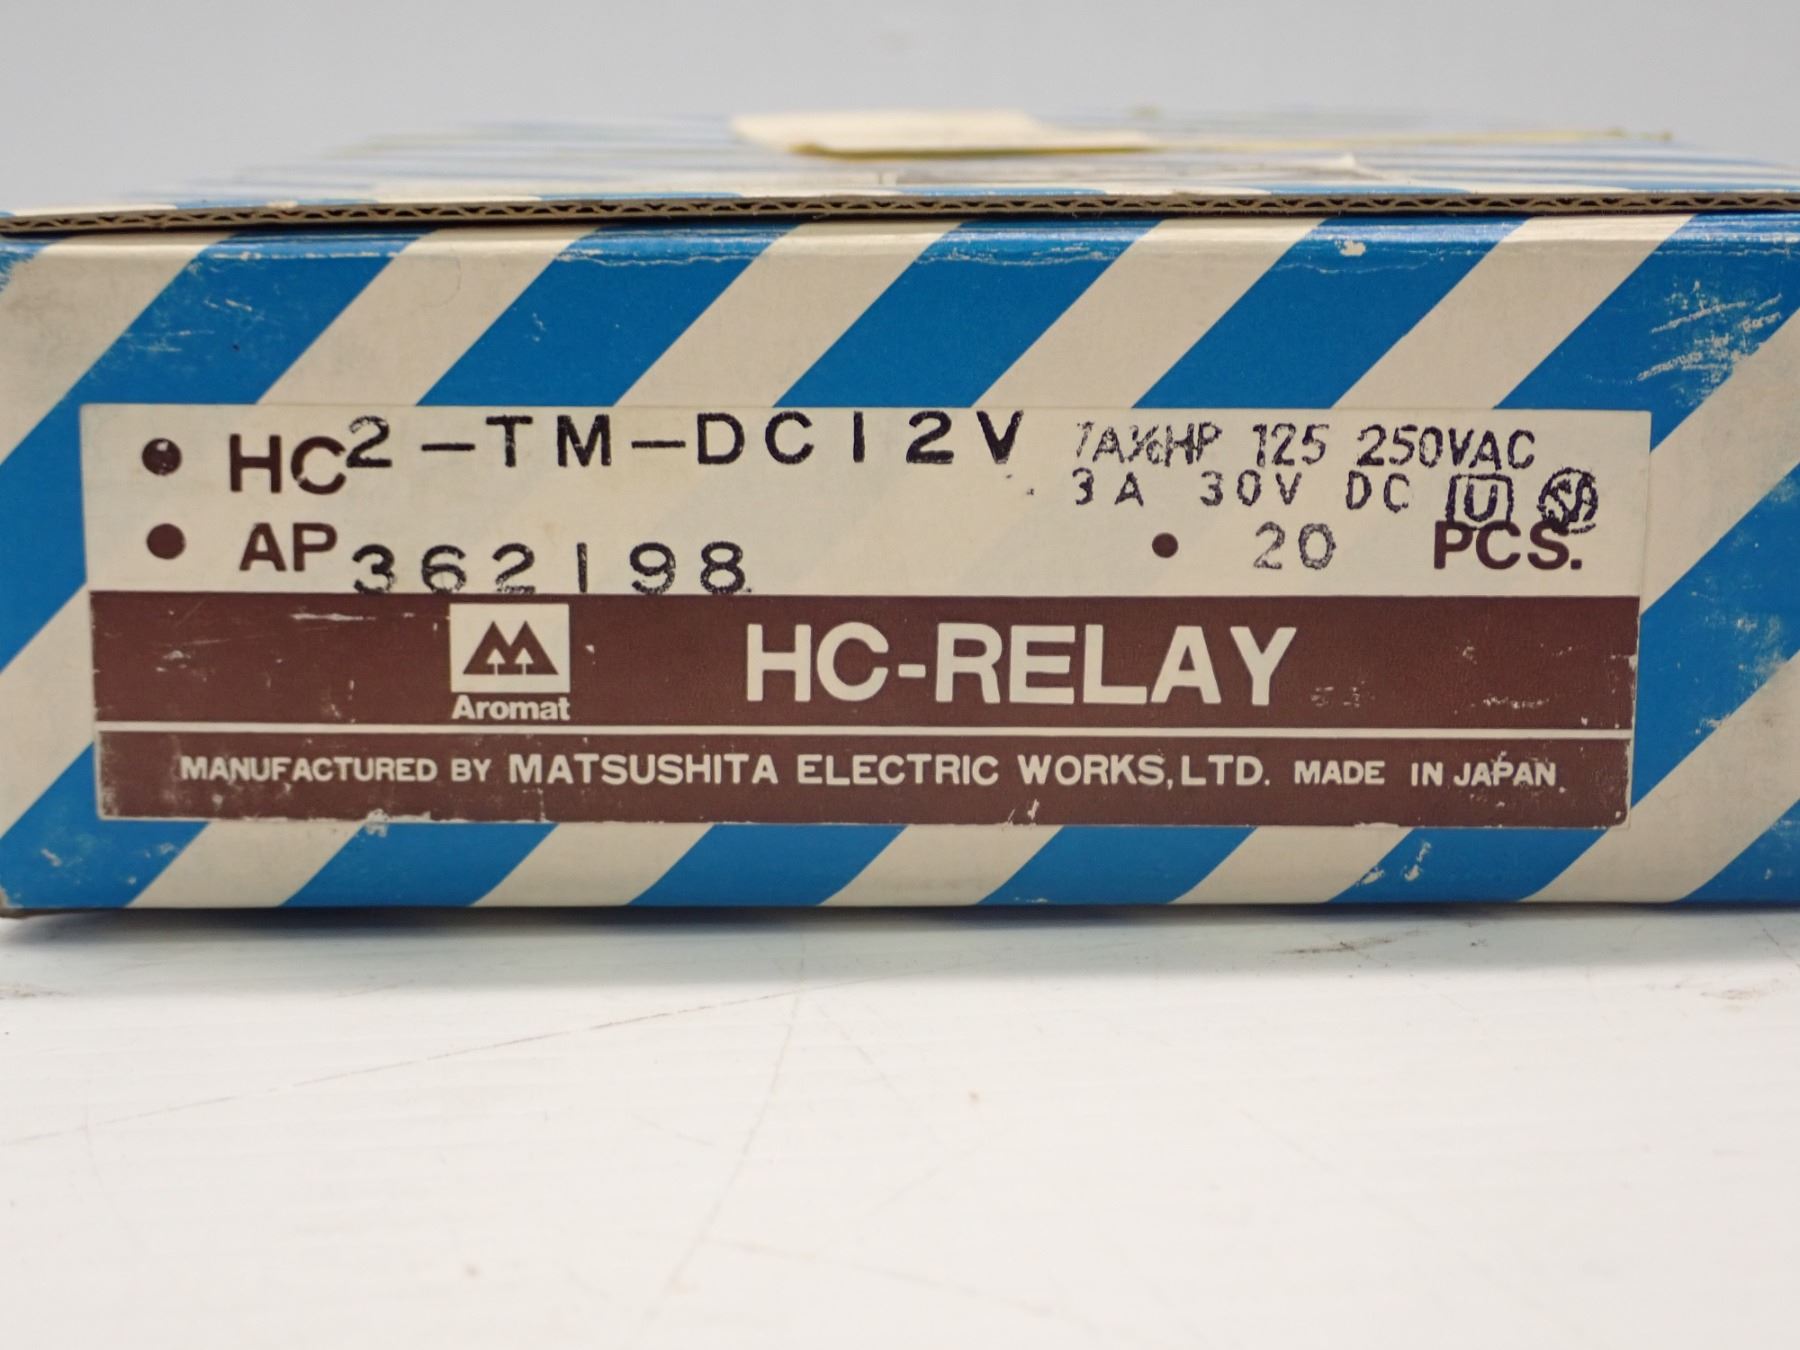 • HC2-TM-DC12V 7A⅙HP 125 250VAC
3A 30V DC
• AP362198 • 20 PCS.
Aromat
HC-RELAY
MANUFACTURED BY MATSUSHITA ELECTRIC WORKS, LTD. MADE IN JAPAN.